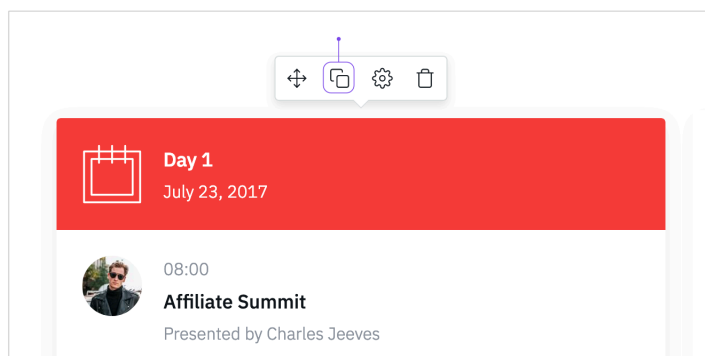 Day 1
July 23, 2017
08:00
Affiliate Summit
Presented by Charles Jeeves